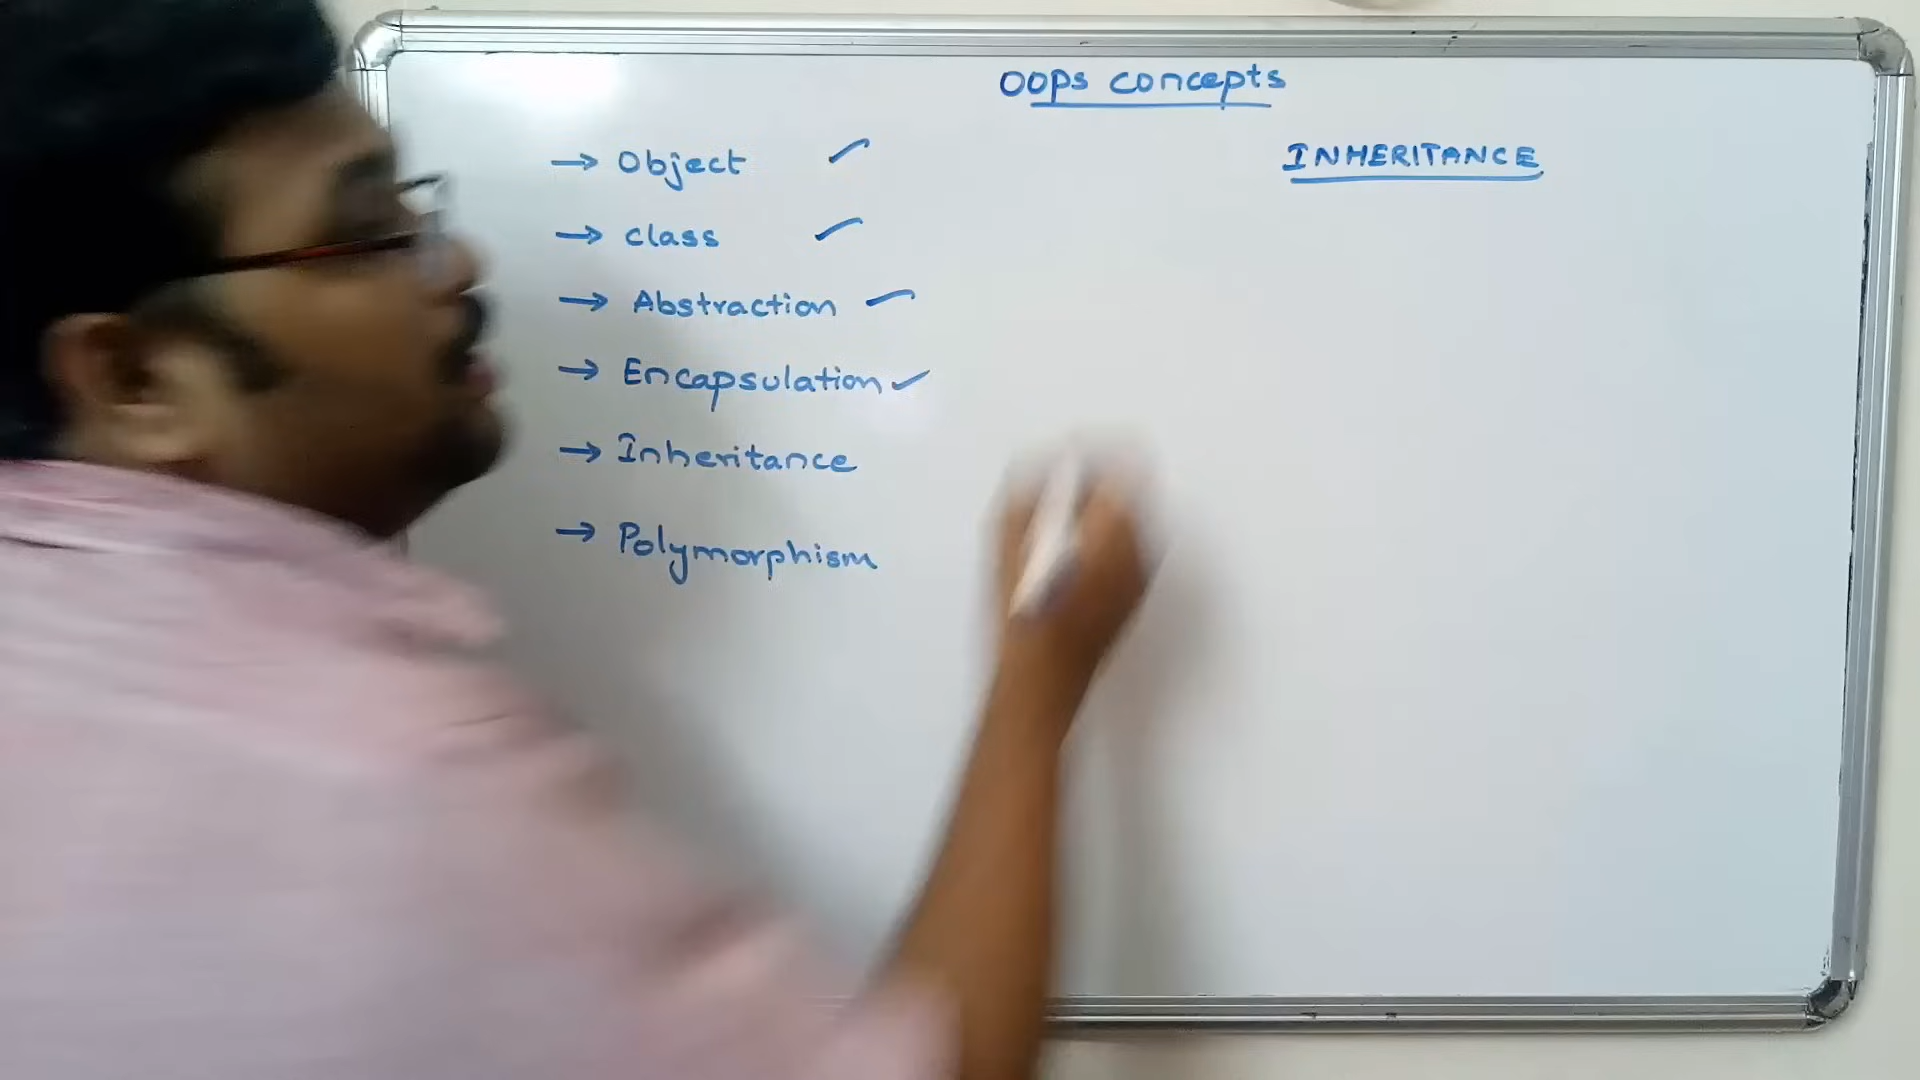 OOPs concepts
→ Object ✓
→ class ✓
→ Abstraction ✓
→ Encapsulation ✓
→ Inheritance
→ Polymorphism
INHERITANCE